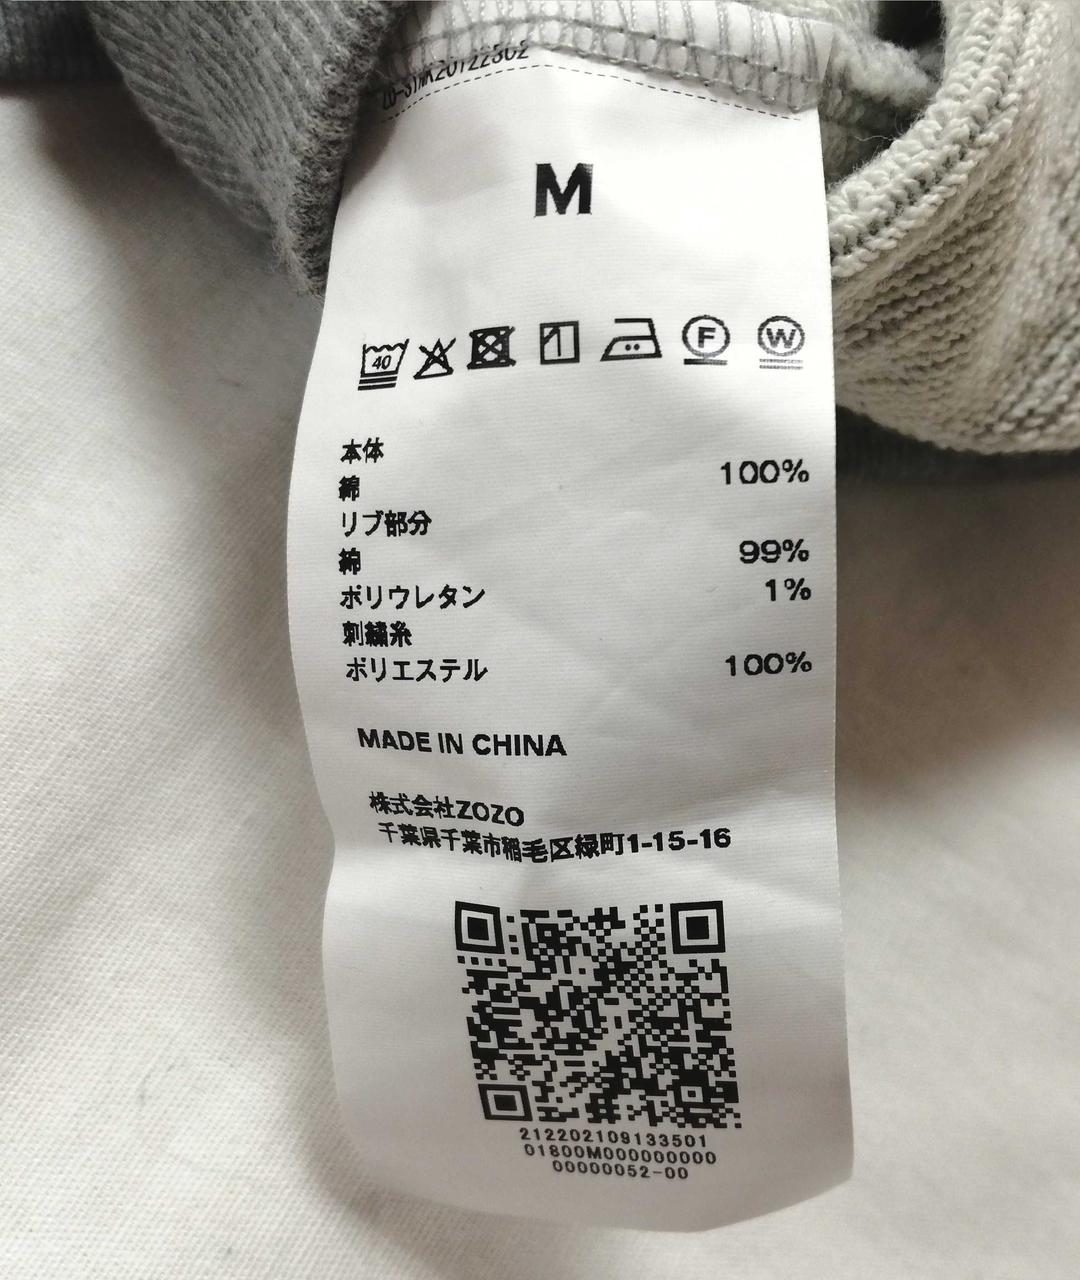 M
40 F W
本体
綿 100%
リブ部分
綿 99%
ポリウレタン 1%
刺繍糸
ポリエステル 100%
MADE IN CHINA
株式会社ZOZO
千葉県千葉市稲毛区緑町1-15-16
212202109133501
01800M000000000
00000052-00